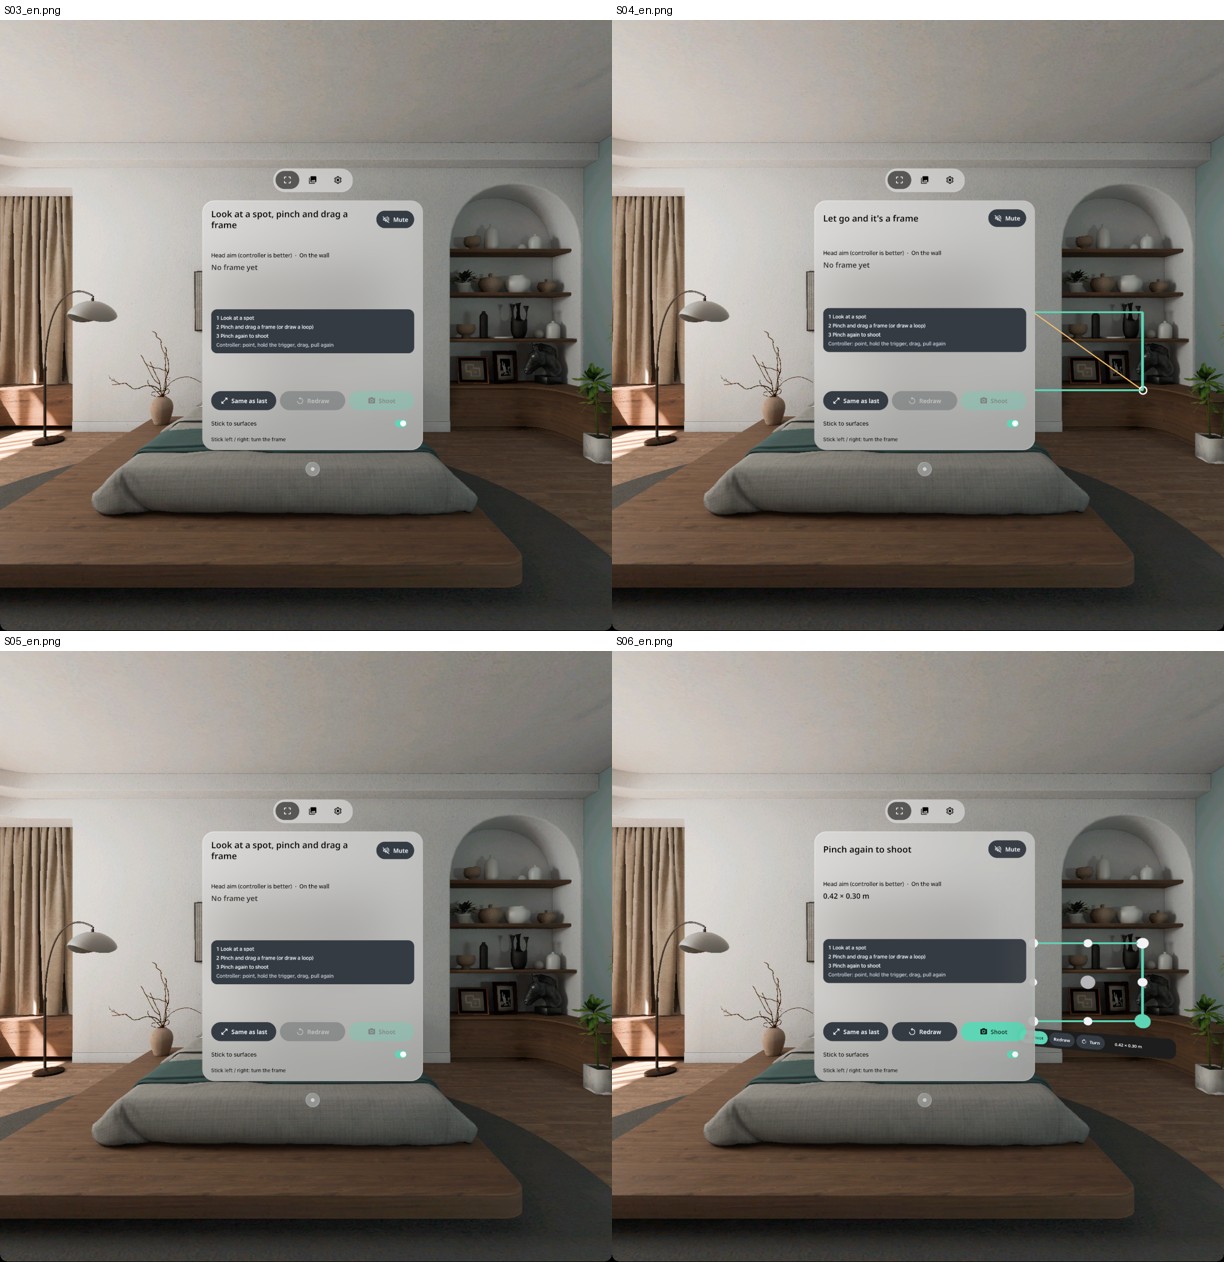 S03_en.png
Look at a spot, pinch and drag a
frame
Mute
Head aim (controller is better) · On the wall
No frame yet
1 Look at a spot
2 Pinch and drag a frame (or draw a loop)
3 Pinch again to shoot
Controller: point, hold the trigger, drag, pull again
Same as last
Redraw
Shoot
Stick to surfaces
Stick left / right: turn the frame
S04_en.png
Let go and it's a frame
Mute
Head aim (controller is better) · On the wall
No frame yet
1 Look at a spot
2 Pinch and drag a frame (or draw a loop)
3 Pinch again to shoot
Controller: point, hold the trigger, drag, pull again
Same as last
Redraw
Shoot
Stick to surfaces
Stick left / right: turn the frame
S05_en.png
Look at a spot, pinch and drag a
frame
Mute
Head aim (controller is better) · On the wall
No frame yet
1 Look at a spot
2 Pinch and drag a frame (or draw a loop)
3 Pinch again to shoot
Controller: point, hold the trigger, drag, pull again
Same as last
Redraw
Shoot
Stick to surfaces
Stick left / right: turn the frame
S06_en.png
Pinch again to shoot
Mute
Head aim (controller is better) · On the wall
0.42 × 0.30 m
1 Look at a spot
2 Pinch and drag a frame (or draw a loop)
3 Pinch again to shoot
Controller: point, hold the trigger, drag, pull again
Same as last
Redraw
Shoot
Redraw
Turn
0.42 × 0.30 m
Stick to surfaces
Stick left / right: turn the frame